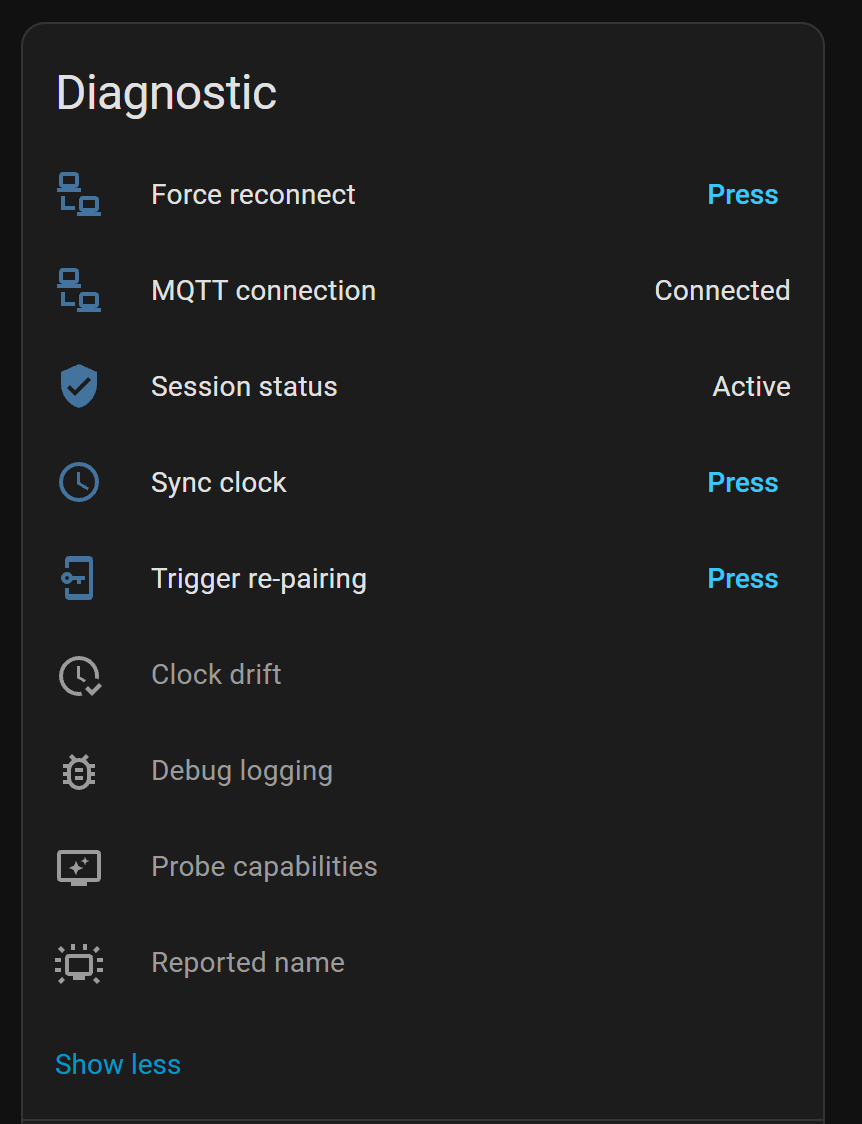 Diagnostic
Force reconnect Press
MQTT connection Connected
Session status Active
Sync clock Press
Trigger re-pairing Press
Clock drift
Debug logging
Probe capabilities
Reported name
Show less